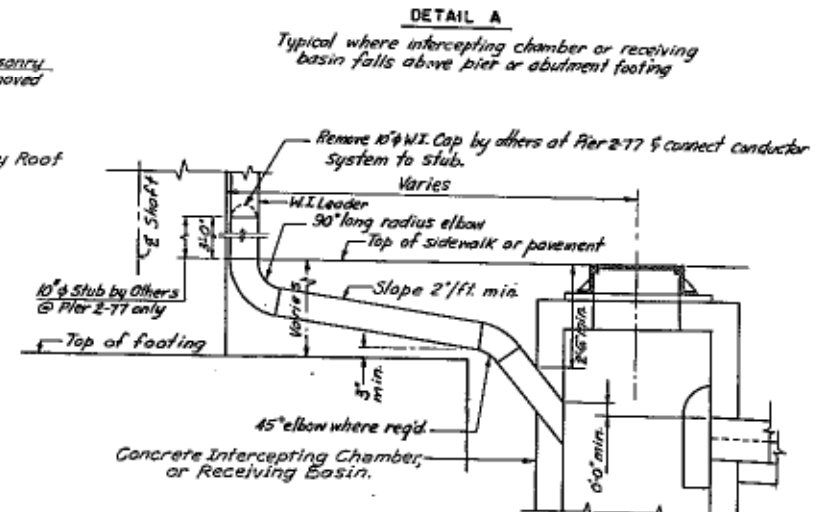 DETAIL A
Typical where intercepting chamber or receiving
basin falls above pier or abutment footing
Remove 10"φ W.I. Cap by others at Pier 2-77 & connect conductor
System to stub.
Roof
Varies
W.I. Leader
℄ Shaft
90° long radius elbow
Top of sidewalk or pavement
10"φ Stub by Others
@ Pier 2-77 only
Slope 2"/ft. min.
Varies
2'-6" min.
Top of footing
3"
min.
45° elbow where req'd.
Concrete Intercepting Chamber,
or Receiving Basin.
0'-0" min.